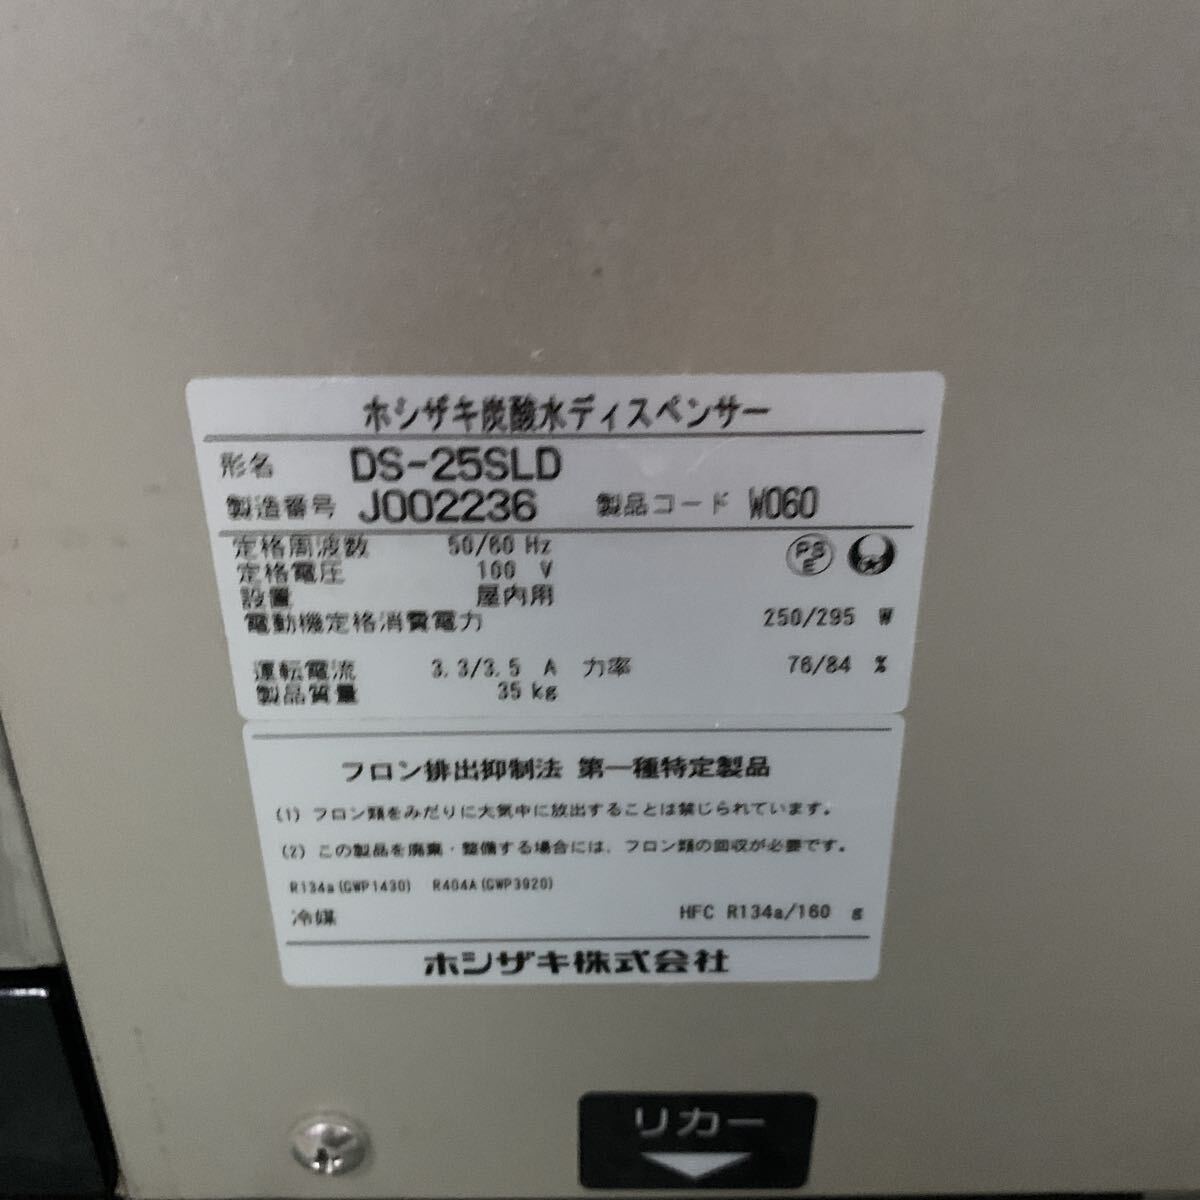 ホシザキ炭酸水ディスペンサー
形名 DS-25SLD
製造番号 J002236 製品コード W060
定格周波数 50/60 Hz
PS E
定格電圧 100 V
設置 屋内用
電動機定格消費電力 250/295 W
運転電流 3.3/3.5 A 力率 76/84 %
製品質量 35 kg
フロン排出抑制法 第一種特定製品
(1) フロン類をみだりに大気中に放出することは禁じられています。
(2) この製品を廃棄・整備する場合には、フロン類の回収が必要です。
R134a(GWP1430) R404A(GWP3920)
冷媒 HFC R134a/160 g
ホシザキ株式会社
リカー